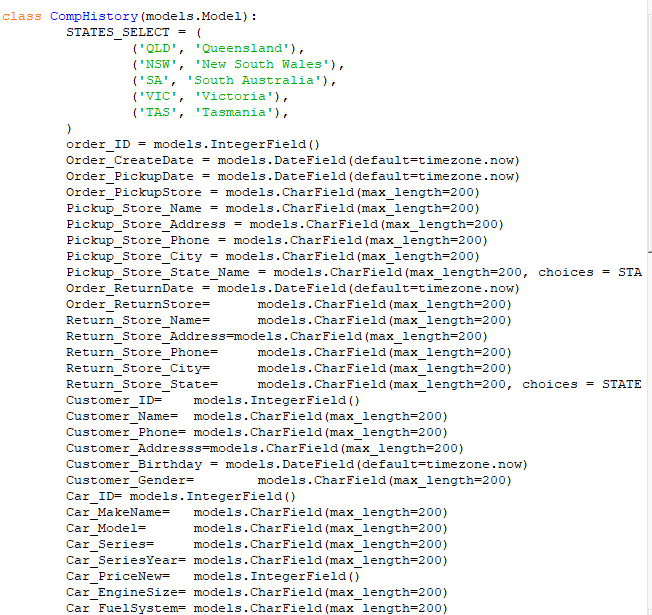 class CompHistory(models.Model):
STATES_SELECT = (
('QLD', 'Queensland'),
('NSW', 'New South Wales'),
('SA', 'South Australia'),
('VIC', 'Victoria'),
('TAS', 'Tasmania'),
)
order_ID = models.IntegerField()
Order_CreateDate = models.DateField(default=timezone.now)
Order_PickupDate = models.DateField(default=timezone.now)
Order_PickupStore = models.CharField(max_length=200)
Pickup_Store_Name = models.CharField(max_length=200)
Pickup_Store_Address = models.CharField(max_length=200)
Pickup_Store_Phone = models.CharField(max_length=200)
Pickup_Store_City = models.CharField(max_length=200)
Pickup_Store_State_Name = models.CharField(max_length=200, choices = STA
Order_ReturnDate = models.DateField(default=timezone.now)
Order_ReturnStore=      models.CharField(max_length=200)
Return_Store_Name=      models.CharField(max_length=200)
Return_Store_Address=models.CharField(max_length=200)
Return_Store_Phone=     models.CharField(max_length=200)
Return_Store_City=      models.CharField(max_length=200)
Return_Store_State=     models.CharField(max_length=200, choices = STATE
Customer_ID=    models.IntegerField()
Customer_Name=  models.CharField(max_length=200)
Customer_Phone= models.CharField(max_length=200)
Customer_Addresss=models.CharField(max_length=200)
Customer_Birthday = models.DateField(default=timezone.now)
Customer_Gender=        models.CharField(max_length=200)
Car_ID= models.IntegerField()
Car_MakeName=   models.CharField(max_length=200)
Car_Model=      models.CharField(max_length=200)
Car_Series=     models.CharField(max_length=200)
Car_SeriesYear= models.CharField(max_length=200)
Car_PriceNew=   models.IntegerField()
Car_EngineSize= models.CharField(max_length=200)
Car_FuelSystem= models.CharField(max_length=200)